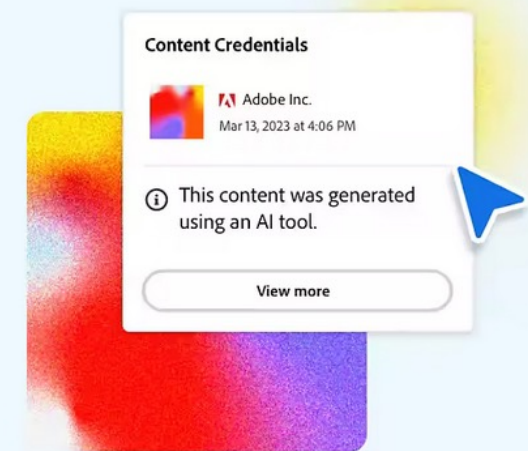 Content Credentials
Adobe Inc.
Mar 13, 2023 at 4:06 PM
This content was generated
using an AI tool.
View more